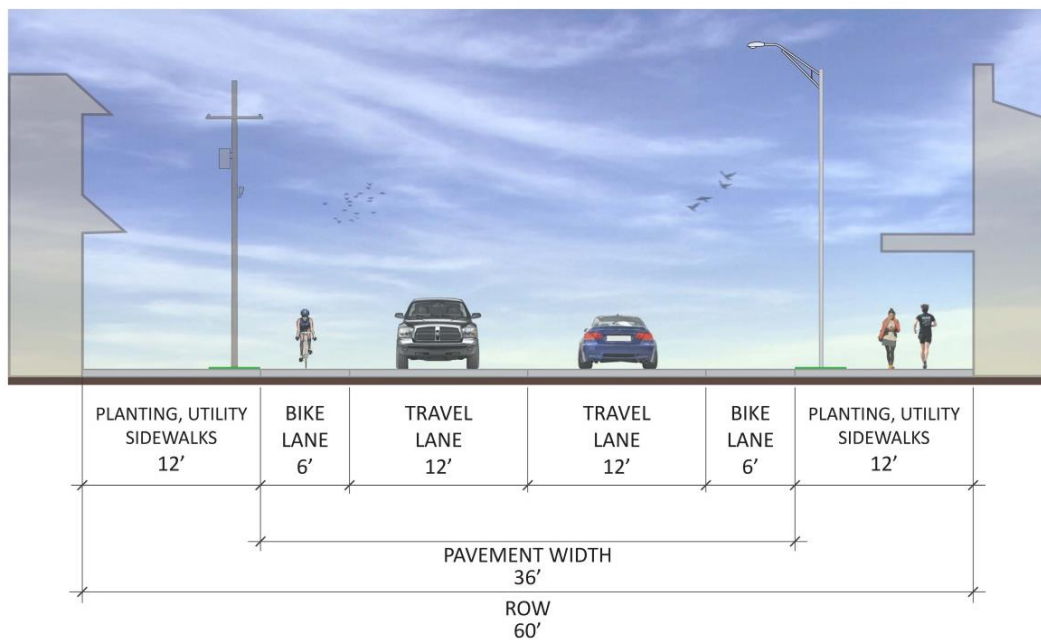 PLANTING, UTILITY
SIDEWALKS
12’
BIKE
LANE
6’
TRAVEL
LANE
12’
TRAVEL
LANE
12’
BIKE
LANE
6’
PLANTING, UTILITY
SIDEWALKS
12’
PAVEMENT WIDTH
36’
ROW
60’